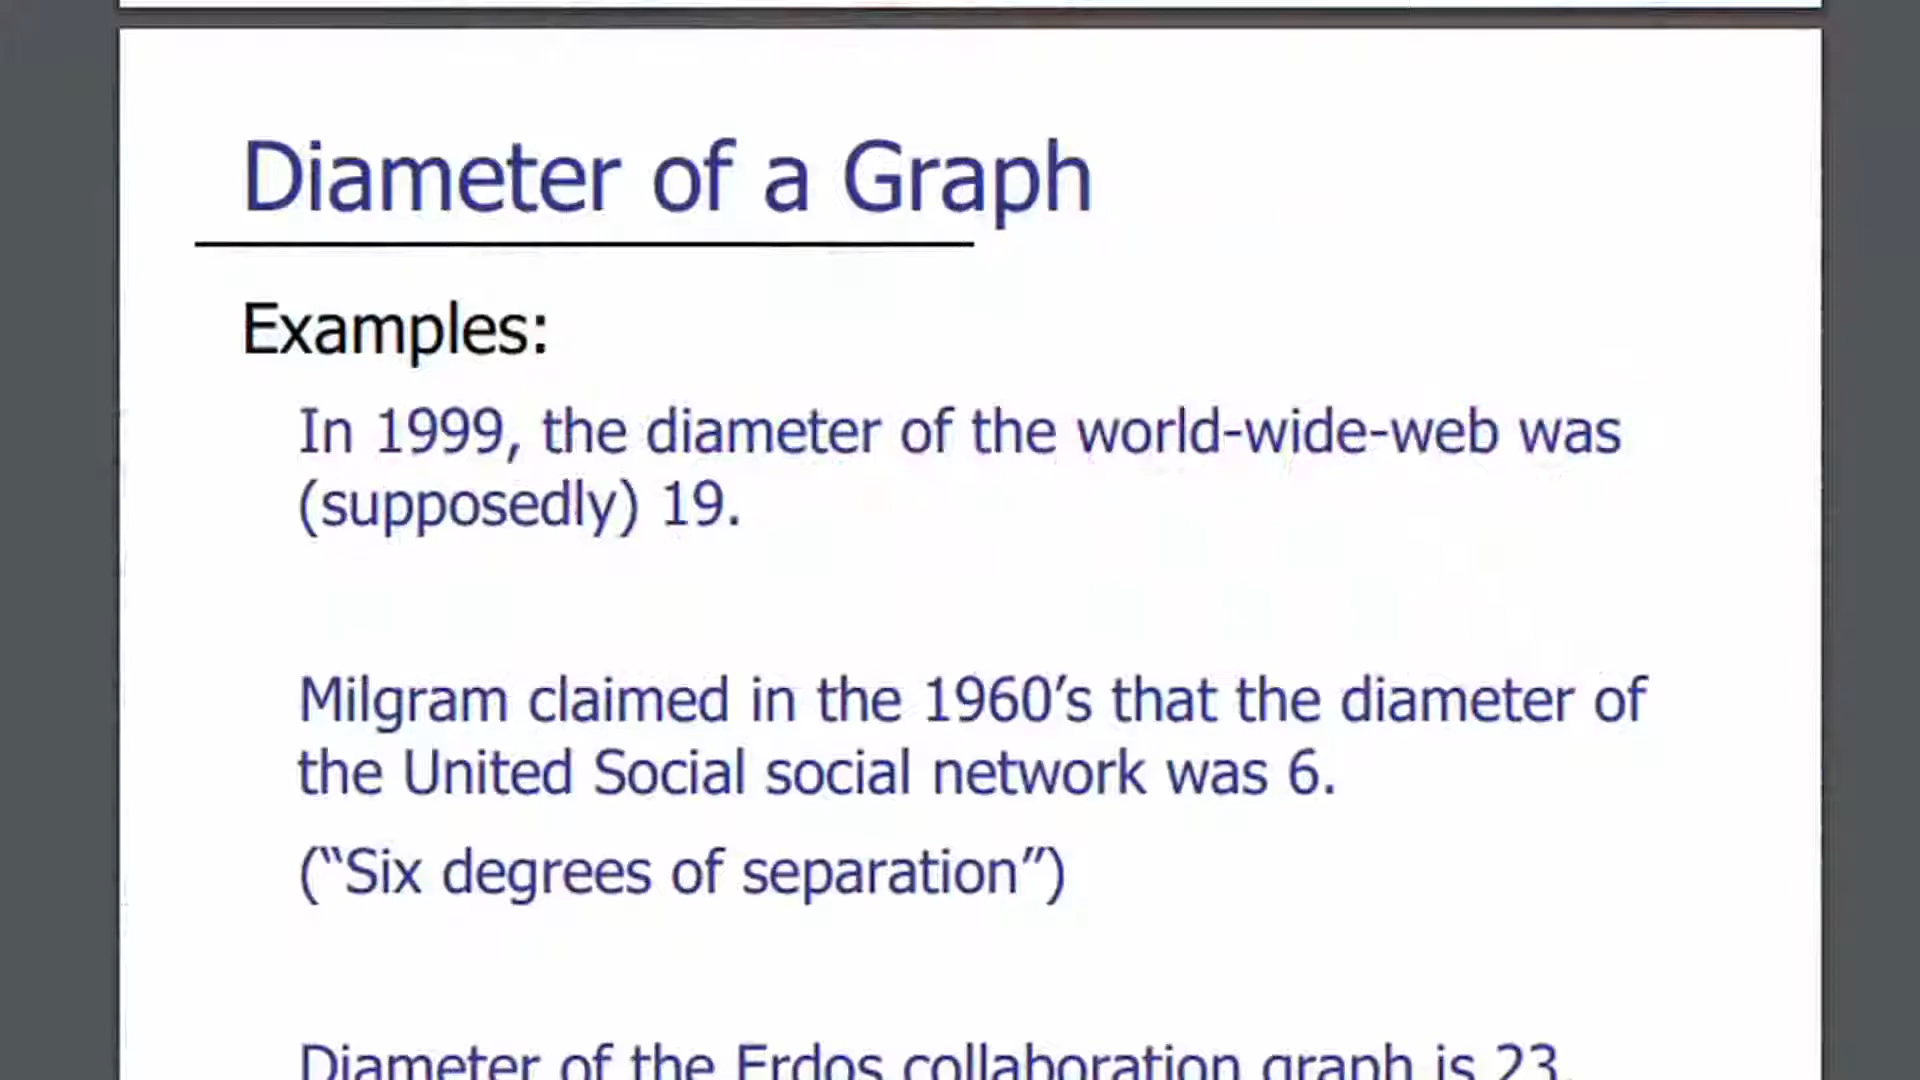 Diameter of a Graph
Examples:
In 1999, the diameter of the world-wide-web was
(supposedly) 19.
Milgram claimed in the 1960’s that the diameter of
the United Social social network was 6.
(“Six degrees of separation”)
Diameter of the Erdos collaboration graph is 23.